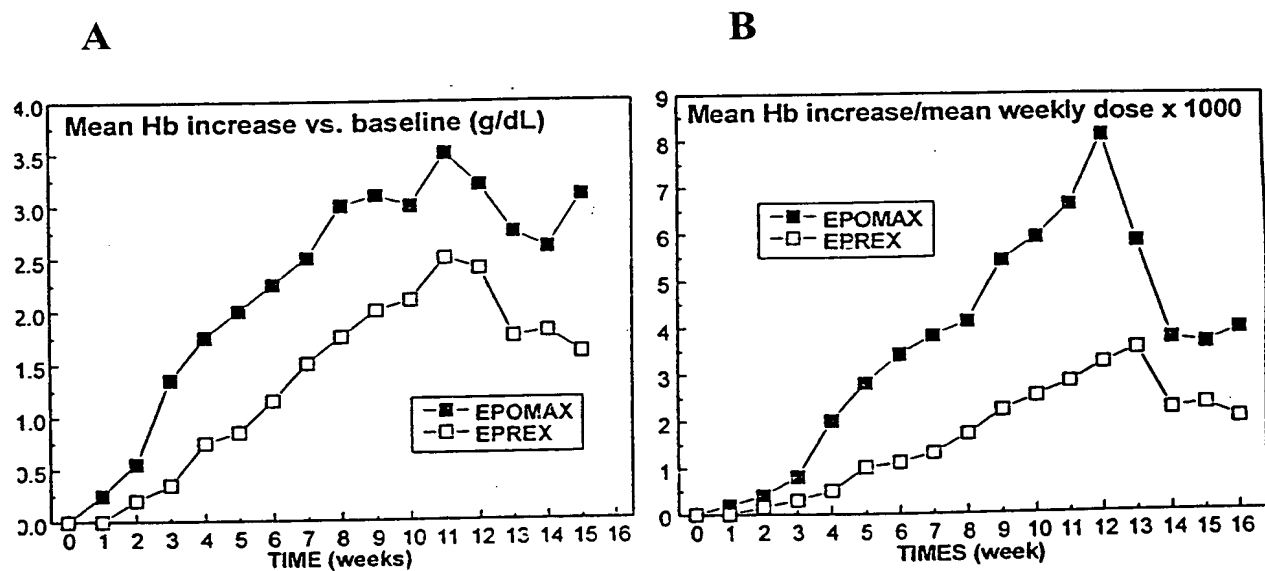 A
B
Mean Hb increase vs. baseline (g/dL)
4.0
3.5
3.0
2.5
2.0
1.5
1.0
0.5
0.0
EPOMAX
EPREX
0 1 2 3 4 5 6 7 8 9 10 11 12 13 14 15 16
TIME (weeks)
Mean Hb increase/mean weekly dose x 1000
9
8
7
6
5
4
3
2
1
0
EPOMAX
EPREX
0 1 2 3 4 5 6 7 8 9 10 11 12 13 14 15 16
TIMES (week)